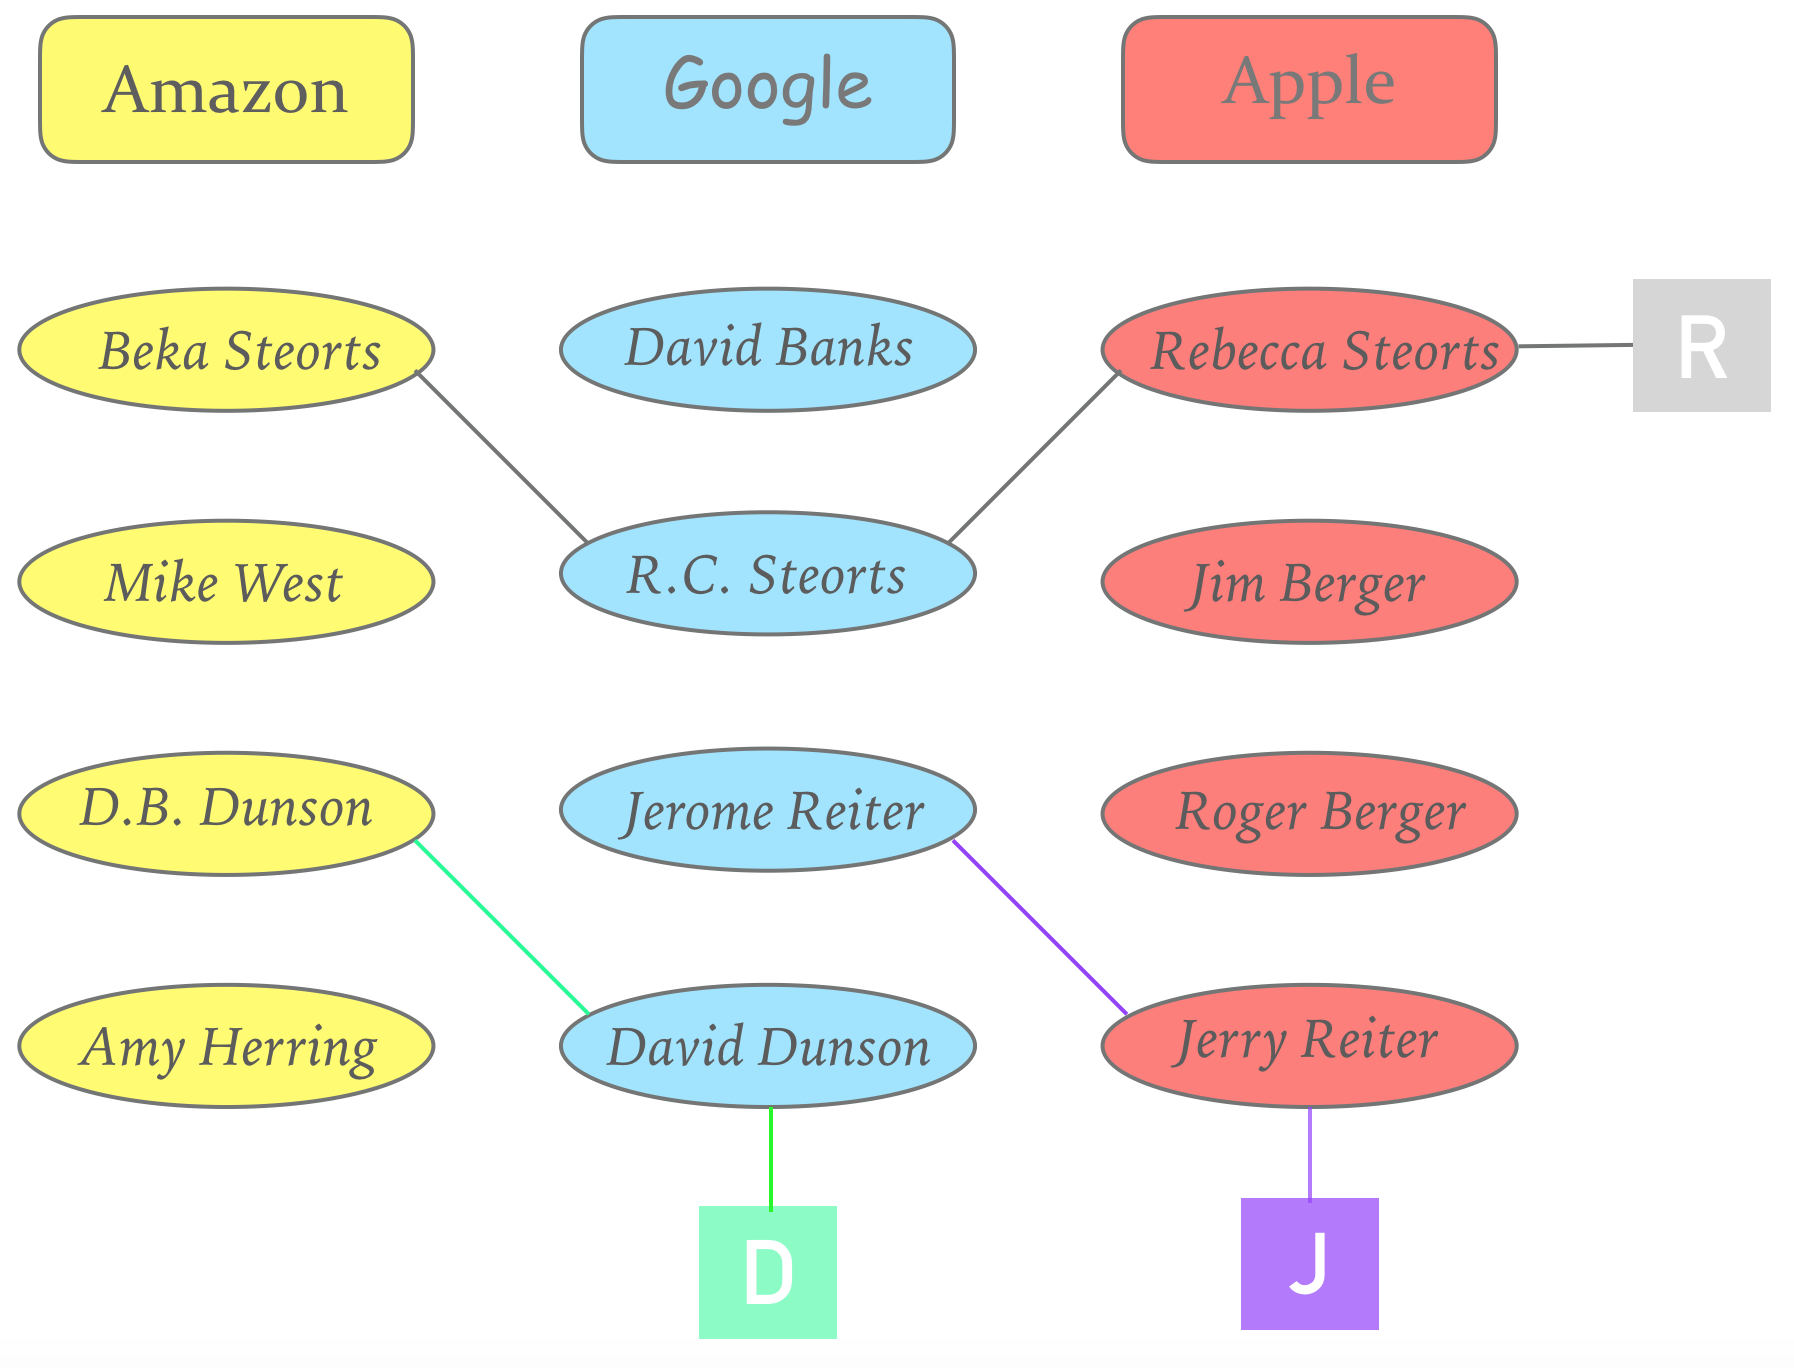 Amazon
Google
Apple
Beka Steorts
David Banks
Rebecca Steorts
R
Mike West
R.C. Steorts
Jim Berger
D.B. Dunson
Jerome Reiter
Roger Berger
Amy Herring
David Dunson
Jerry Reiter
D
J